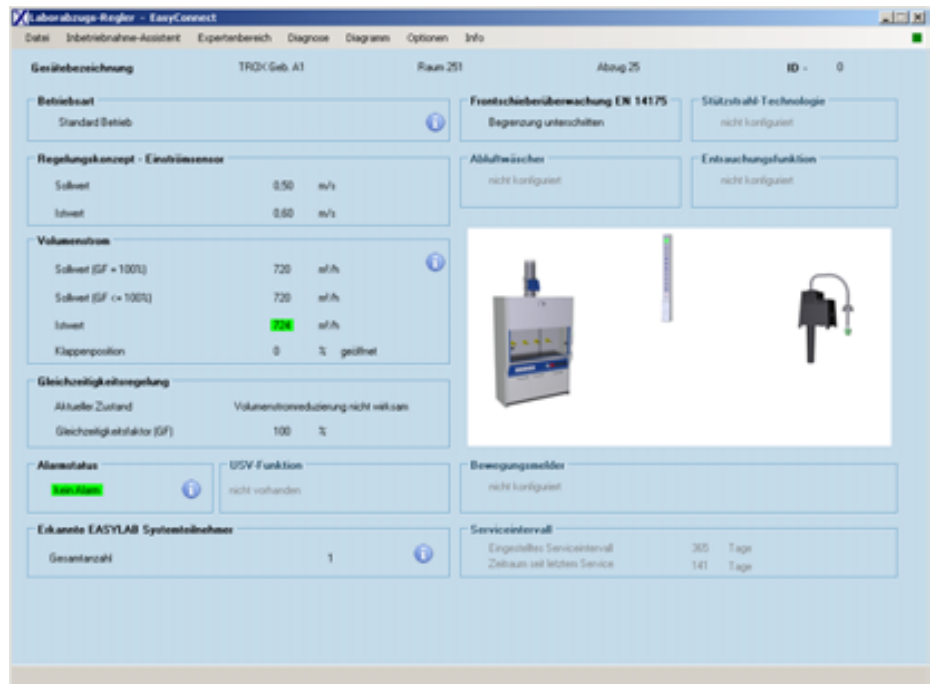 Laborabzugs-Regler - EasyConnect
Datei Inbetriebnahme-Assistent Expertenbereich Diagnose Diagramm Optionen Info
Gerätebezeichnung TROX Geb. A1 Raum 251 Abzug 25 ID - 0
Betriebsart
Standard Betrieb
Frontschieberüberwachung EN 14175
Begrenzung unterschritten
Stützstrahl-Technologie
nicht konfiguriert
Regelungskonzept - Einströmsensor
Sollwert 0,50 m/s
Istwert 0,60 m/s
Abluftwäscher
nicht konfiguriert
Entrauchungsfunktion
nicht konfiguriert
Volumenstrom
Sollwert (GF = 100%) 720 m³/h
Sollwert (GF <= 100%) 720 m³/h
Istwert 724 m³/h
Klappenposition 0 % geöffnet
Gleichzeitigkeitsregelung
Aktueller Zustand Volumenstromreduzierung nicht wirksam
Gleichzeitigkeitsfaktor (GF) 100 %
Alarmstatus
kein Alarm
USV-Funktion
nicht vorhanden
Bewegungsmelder
nicht konfiguriert
Erkannte EASYLAB Systemteilnehmer
Gesamtanzahl 1
Serviceintervall
Eingestelltes Serviceintervall 365 Tage
Zeitraum seit letztem Service 141 Tage